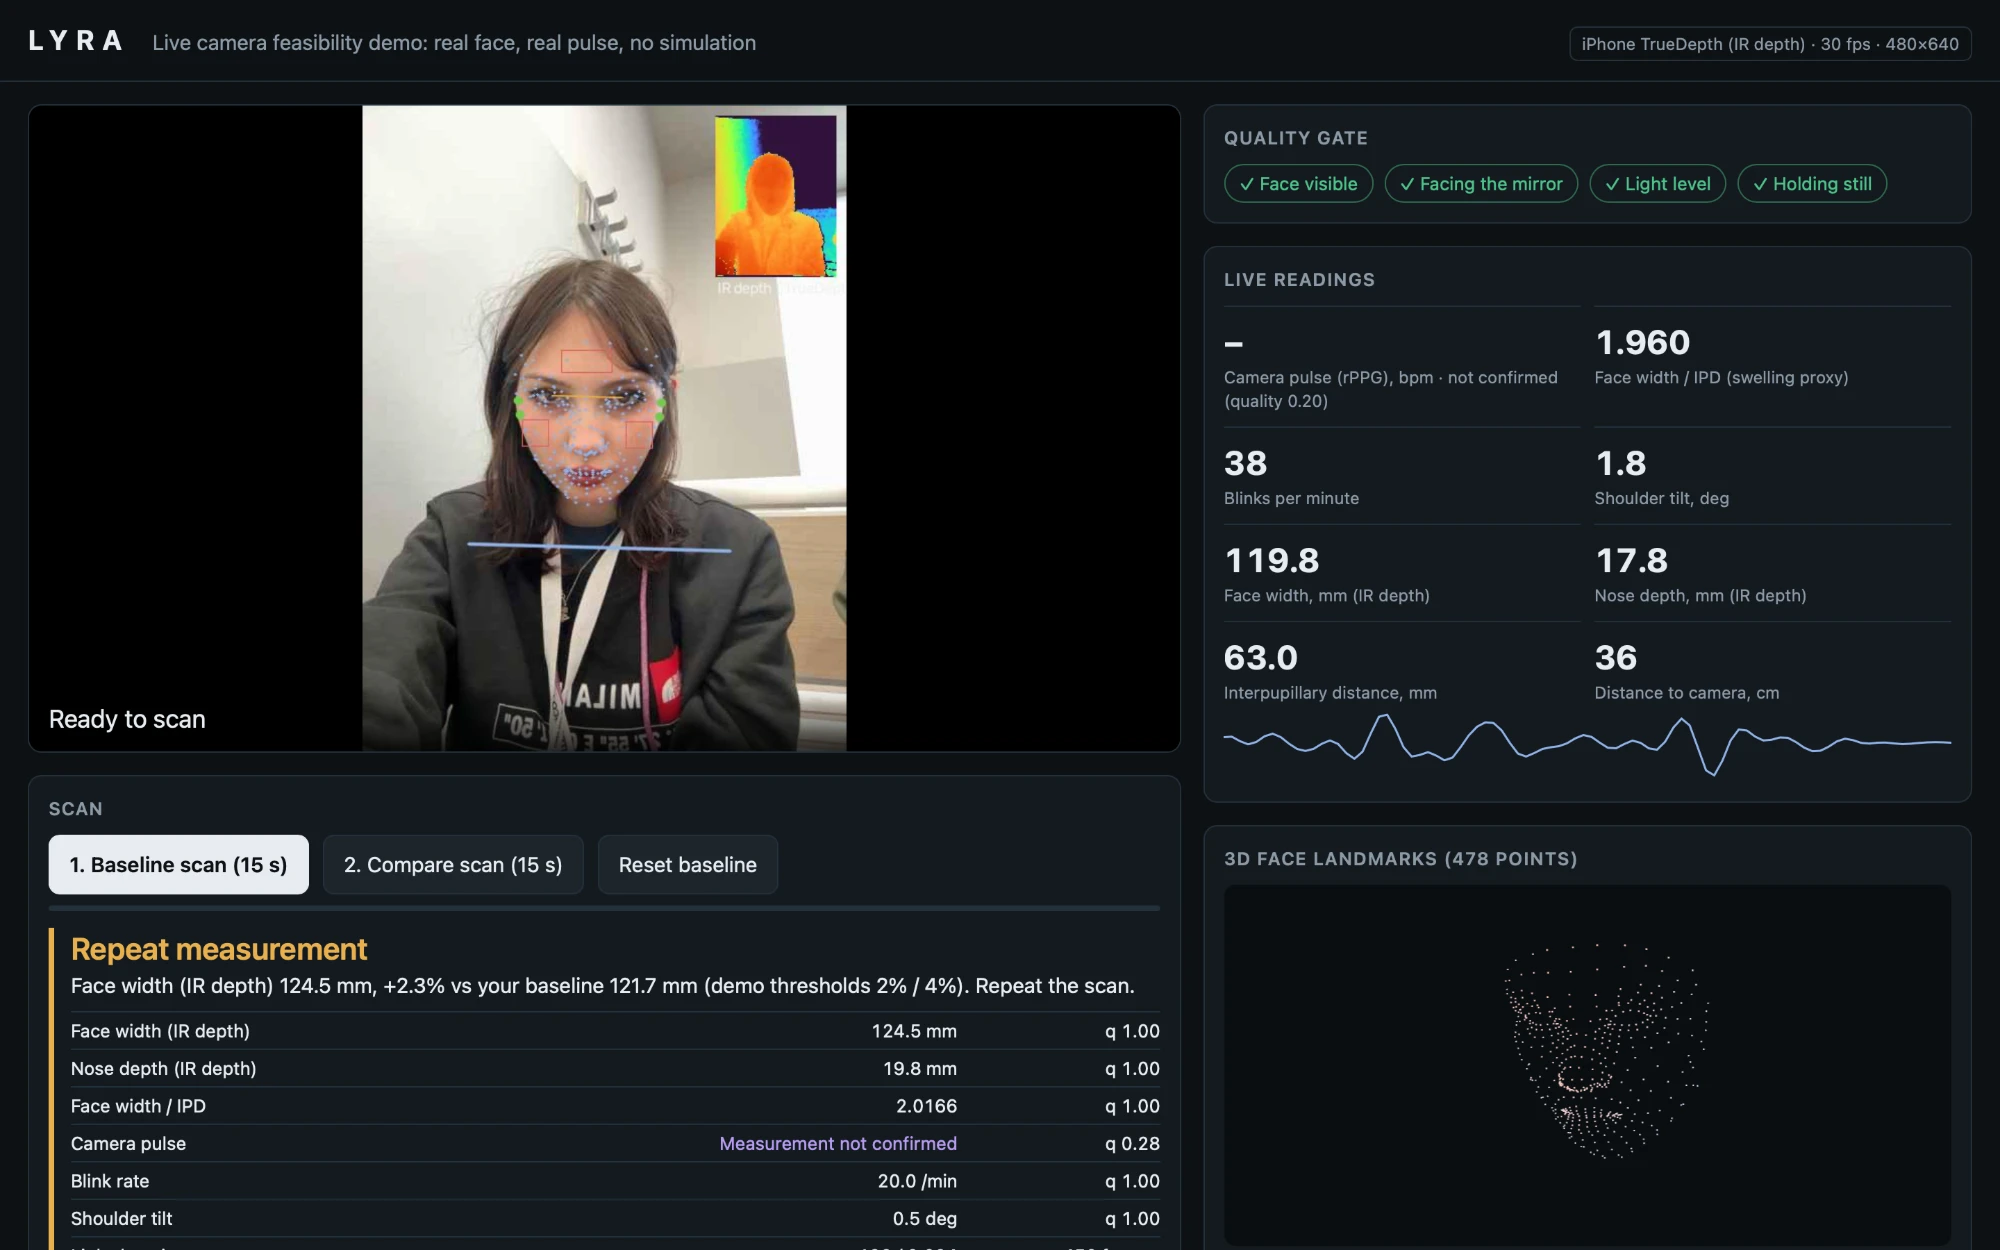 LYRA
Live camera feasibility demo: real face, real pulse, no simulation
iPhone TrueDepth (IR depth) · 30 fps · 480×640
IR depth
MILAN
Ready to scan
QUALITY GATE
✓ Face visible
✓ Facing the mirror
✓ Light level
✓ Holding still
LIVE READINGS
–
Camera pulse (rPPG), bpm · not confirmed
(quality 0.20)
1.960
Face width / IPD (swelling proxy)
38
Blinks per minute
1.8
Shoulder tilt, deg
119.8
Face width, mm (IR depth)
17.8
Nose depth, mm (IR depth)
63.0
Interpupillary distance, mm
36
Distance to camera, cm
SCAN
1. Baseline scan (15 s)
2. Compare scan (15 s)
Reset baseline
Repeat measurement
Face width (IR depth) 124.5 mm, +2.3% vs your baseline 121.7 mm (demo thresholds 2% / 4%). Repeat the scan.
Face width (IR depth) 124.5 mm q 1.00
Nose depth (IR depth) 19.8 mm q 1.00
Face width / IPD 2.0166 q 1.00
Camera pulse Measurement not confirmed q 0.28
Blink rate 20.0 /min q 1.00
Shoulder tilt 0.5 deg q 1.00
3D FACE LANDMARKS (478 POINTS)